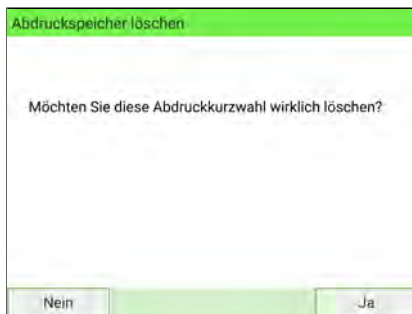 Abdruckspeicher löschen
Möchten Sie diese Abdruckkurzwahl wirklich löschen?
Nein
Ja